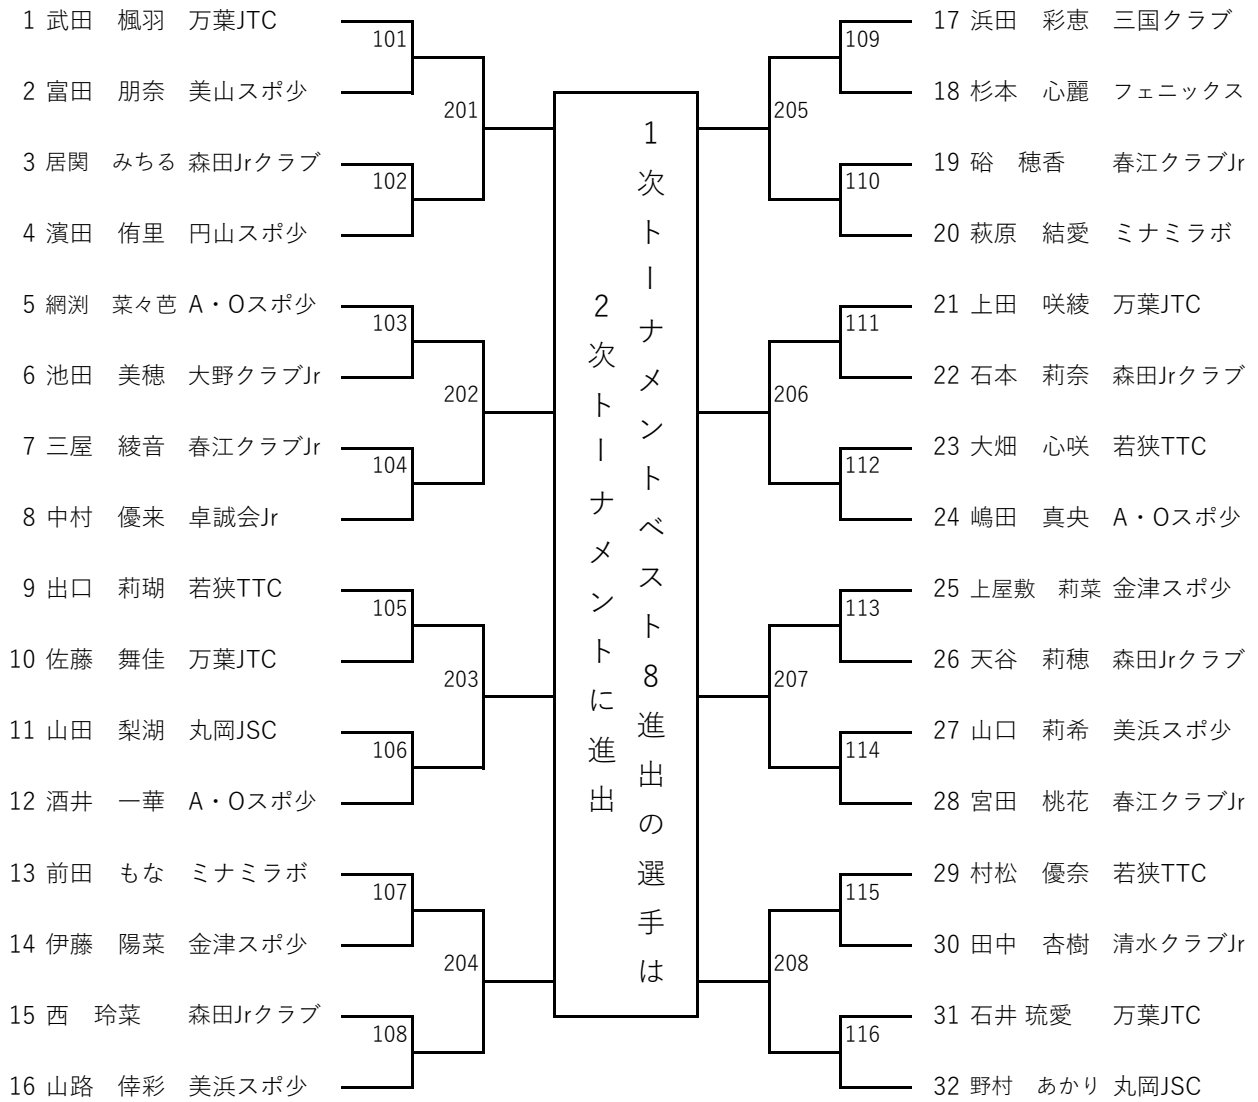 1 武田　楓羽　万葉JTC
101
2 富田　朋奈　美山スポ少
201
3 居関　みちる 森田Jrクラブ
102
4 濱田　侑里　円山スポ少
5 網渕　菜々芭 A・Oスポ少
103
6 池田　美穂　大野クラブJr
202
7 三屋　綾音　春江クラブJr
104
8 中村　優来　卓誠会Jr
9 出口　莉瑚　若狭TTC
105
10 佐藤　舞佳　万葉JTC
203
11 山田　梨湖　丸岡JSC
106
12 酒井　一華　A・Oスポ少
13 前田　もな　ミナミラボ
107
14 伊藤　陽菜　金津スポ少
204
15 西　玲菜　　森田Jrクラブ
108
16 山路　倖彩　美浜スポ少
1次トーナメントベスト8進出の選手は
2次トーナメントに進出
17 浜田　彩恵　三国クラブ
109
18 杉本　心麗　フェニックス
205
19 硲　穂香　　春江クラブJr
110
20 萩原　結愛　ミナミラボ
21 上田　咲綾　万葉JTC
111
22 石本　莉奈　森田Jrクラブ
206
23 大畑　心咲　若狭TTC
112
24 嶋田　真央　A・Oスポ少
25 上屋敷　莉菜 金津スポ少
113
26 天谷　莉穂　森田Jrクラブ
207
27 山口　莉希　美浜スポ少
114
28 宮田　桃花　春江クラブJr
29 村松　優奈　若狭TTC
115
30 田中　杏樹　清水クラブJr
208
31 石井 琉愛　 万葉JTC
116
32 野村　あかり 丸岡JSC